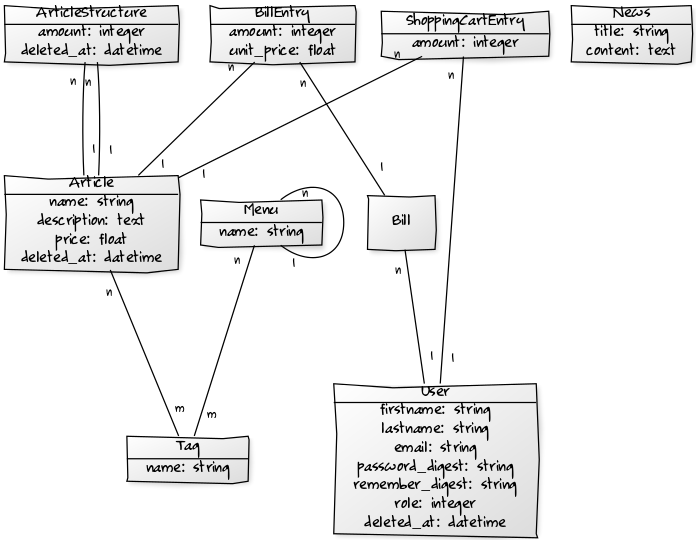 ArticleStructure
amount: integer
deleted_at: datetime
BillEntry
amount: integer
unit_price: float
ShoppingCartEntry
amount: integer
News
title: string
content: text
n
n
n
n
n
n
1
1
1
1
1
Article
name: string
description: text
price: float
deleted_at: datetime
Menu
name: string
n
1
Bill
n
n
n
1
1
m
m
Tag
name: string
User
firstname: string
lastname: string
email: string
password_digest: string
remember_digest: string
role: integer
deleted_at: datetime